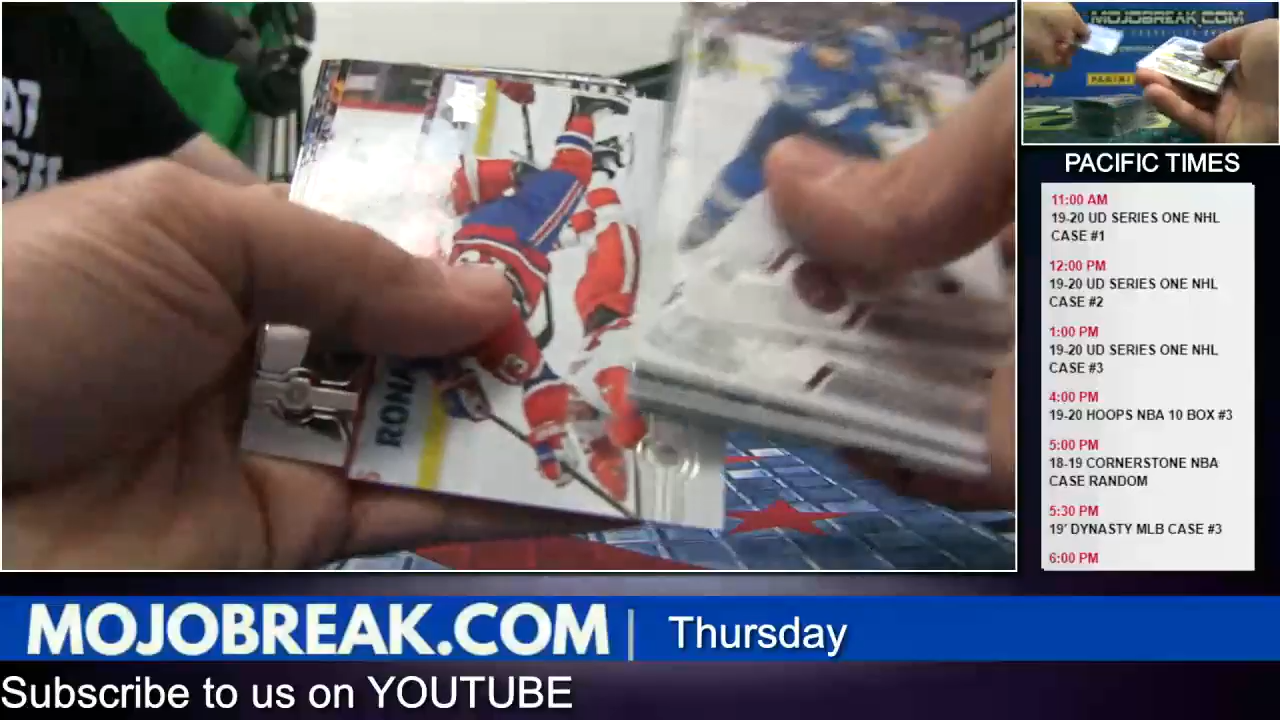 MOJOBREAK.COM
PANINI
PACIFIC TIMES
11:00 AM
19-20 UD SERIES ONE NHL
CASE #1
12:00 PM
19-20 UD SERIES ONE NHL
CASE #2
1:00 PM
19-20 UD SERIES ONE NHL
CASE #3
4:00 PM
19-20 HOOPS NBA 10 BOX #3
5:00 PM
18-19 CORNERSTONE NBA
CASE RANDOM
5:30 PM
19' DYNASTY MLB CASE #3
6:00 PM
MOJOBREAK.COM | Thursday
Subscribe to us on YOUTUBE